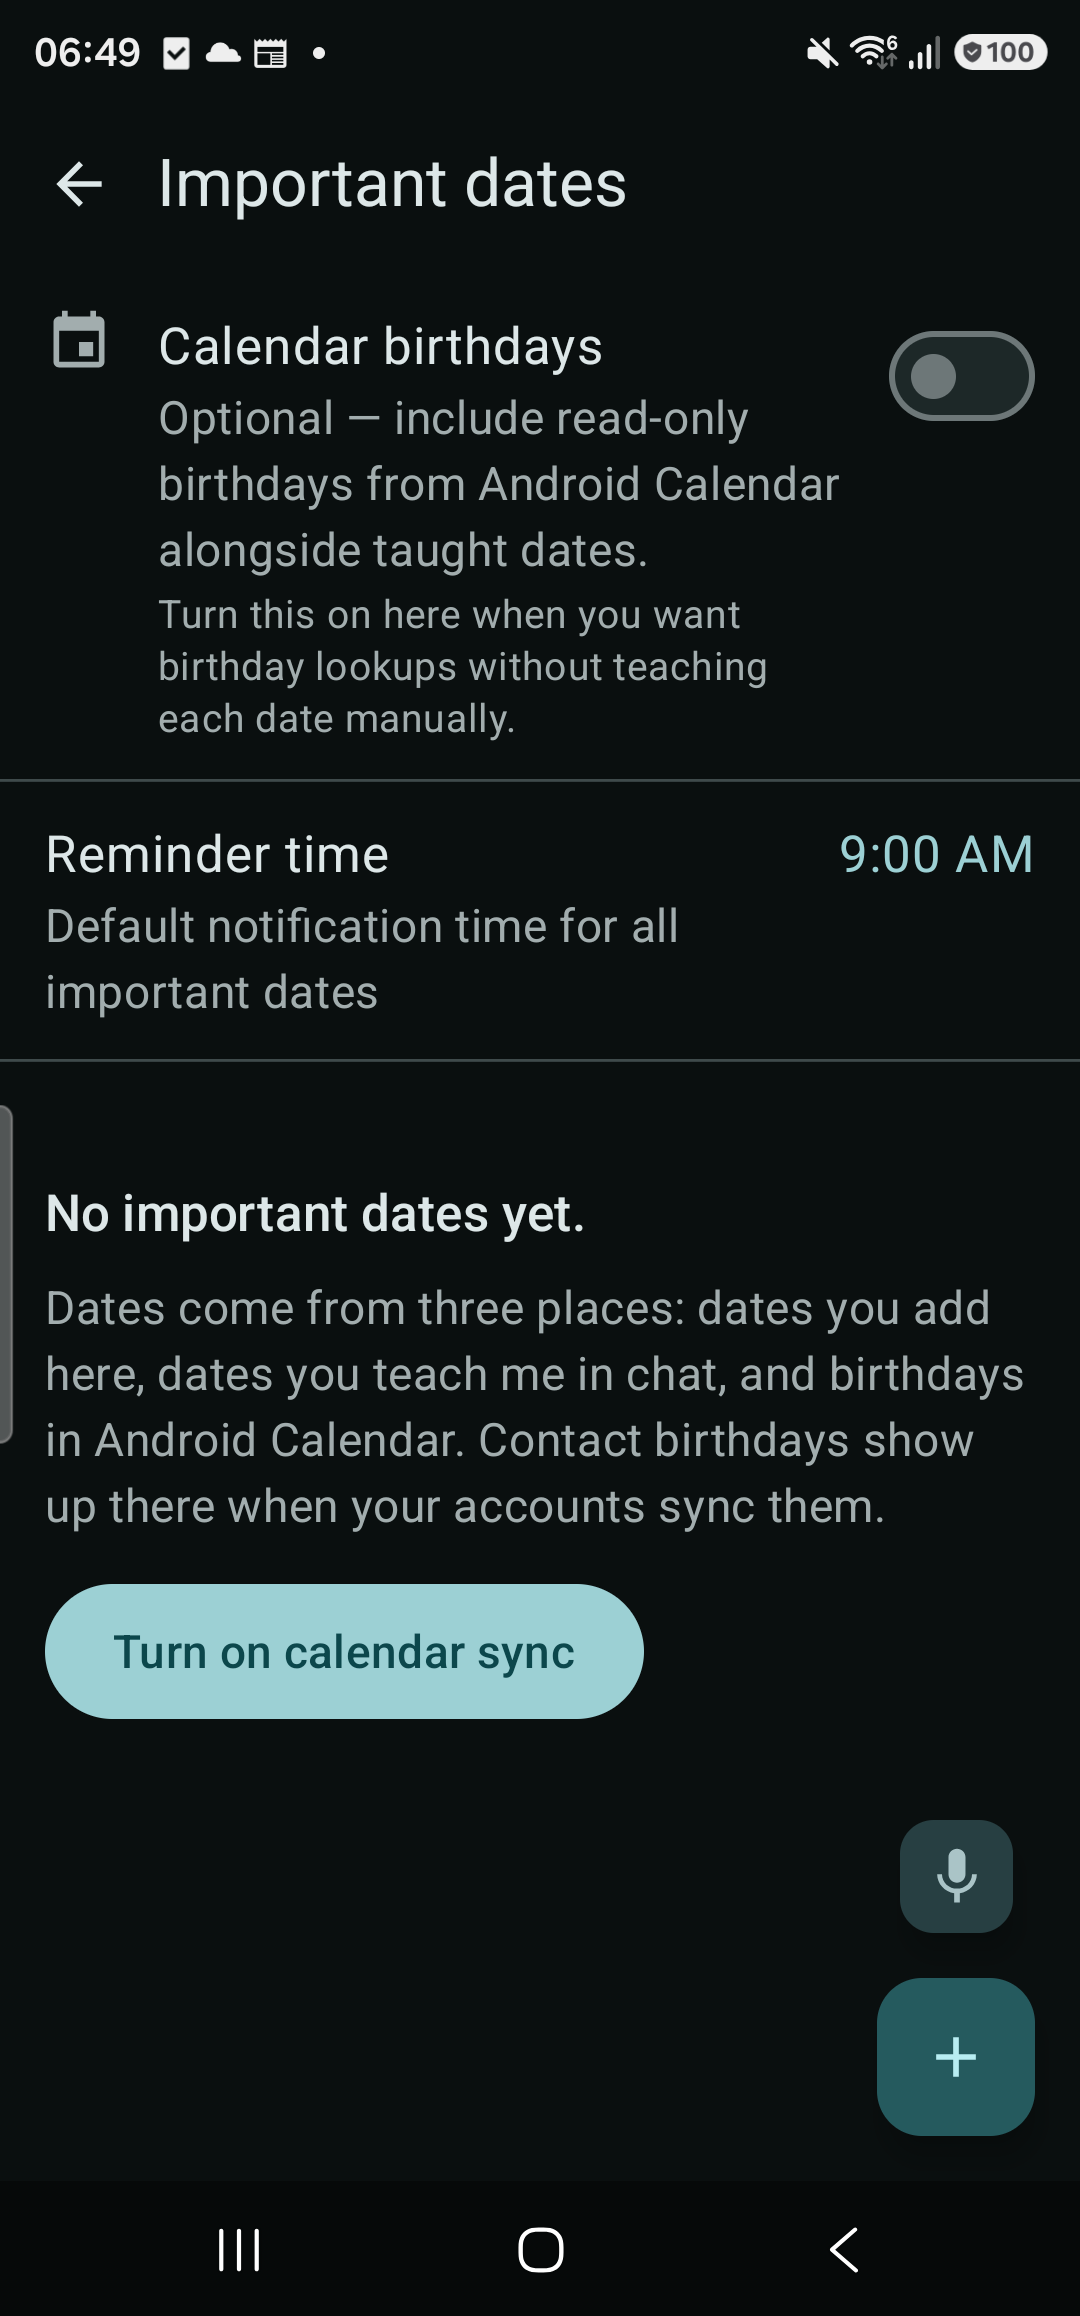 06:49
6
100
Important dates
Calendar birthdays
Optional — include read-only
birthdays from Android Calendar
alongside taught dates.
Turn this on here when you want
birthday lookups without teaching
each date manually.
Reminder time
9:00 AM
Default notification time for all
important dates
No important dates yet.
Dates come from three places: dates you add
here, dates you teach me in chat, and birthdays
in Android Calendar. Contact birthdays show
up there when your accounts sync them.
Turn on calendar sync